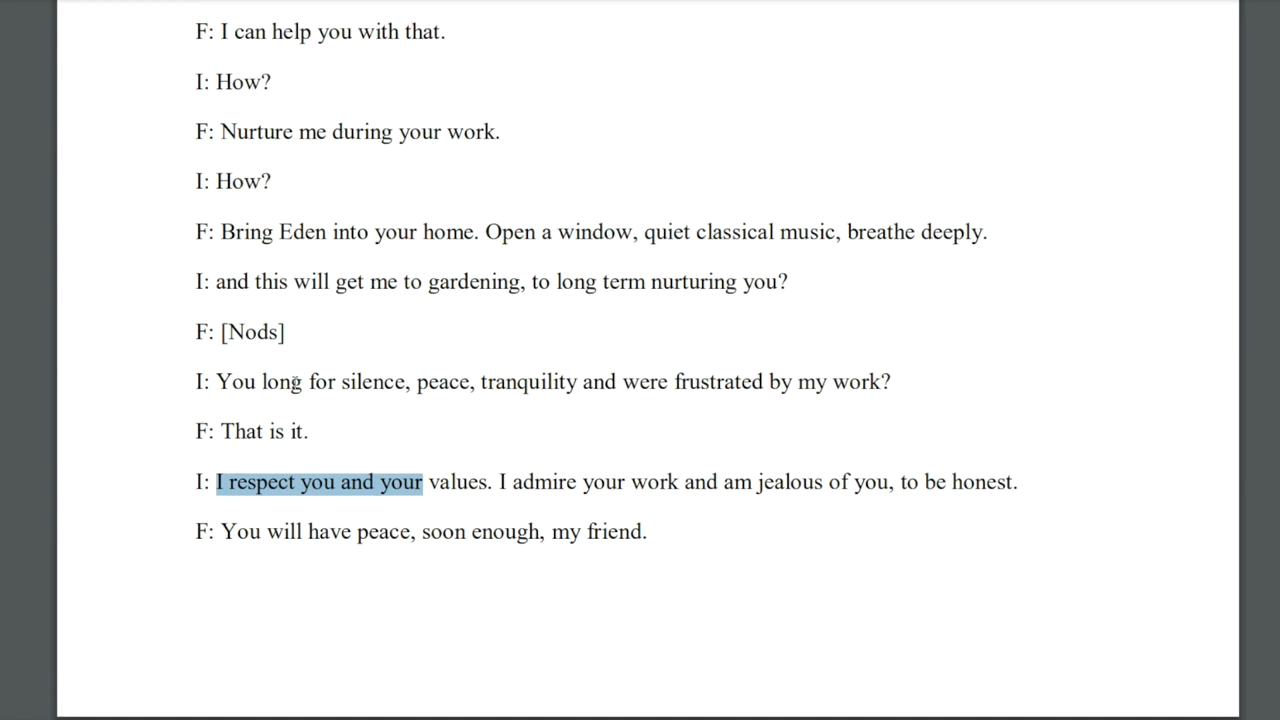 F: I can help you with that.
I: How?
F: Nurture me during your work.
I: How?
F: Bring Eden into your home. Open a window, quiet classical music, breathe deeply.
I: and this will get me to gardening, to long term nurturing you?
F: [Nods]
I: You long for silence, peace, tranquility and were frustrated by my work?
F: That is it.
I: I respect you and your values. I admire your work and am jealous of you, to be honest.
F: You will have peace, soon enough, my friend.